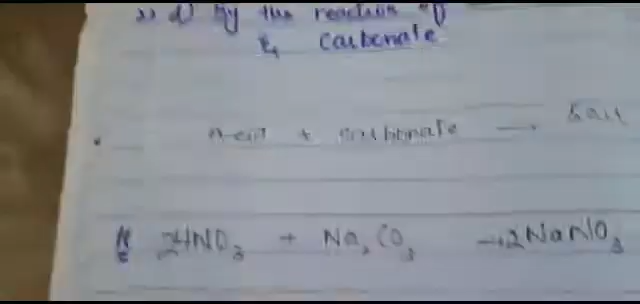 d) By the reaction of
& carbonate
Acid + carbonate → Salt
2HNO₃ + Na₂CO₃ → 2NaNO₃